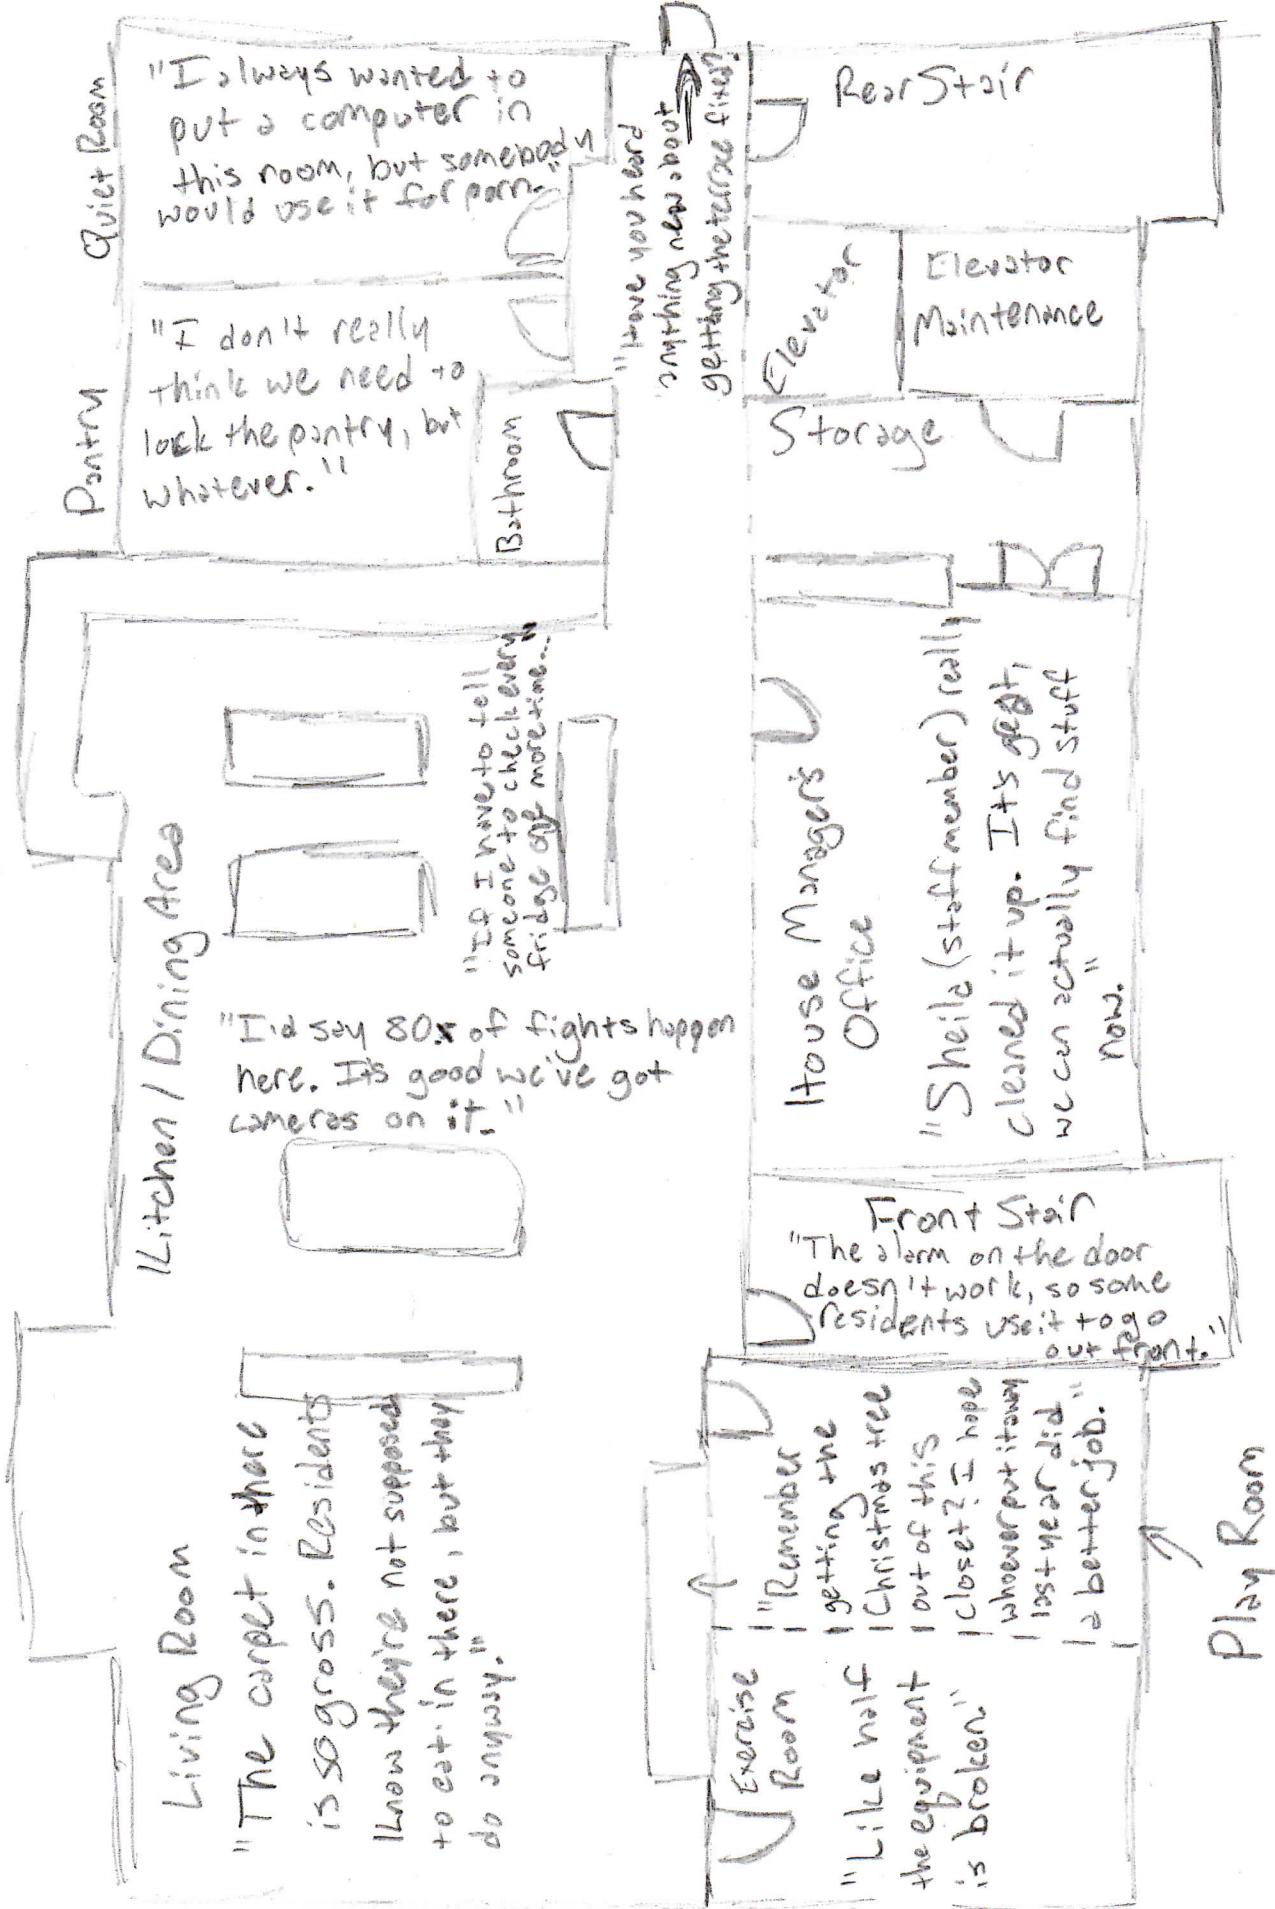 Quiet Room
"I always wanted to
put a computer in
this room, but somebody
would use it for porn."
Pantry
"I don't really
think we need to
lock the pantry, but
whatever."
Bathroom
"Have you heard
anything new about
getting the terrace fixed?
Rear Stair
Elevator
Elevator
Maintenance
Storage
Kitchen / Dining Area
"If I have to tell
someone to check every
fridge one more time...
"I'd say 80% of fights happen
here. It's good we've got
cameras on it."
House Manager's
Office
"Sheila (staff member) really
cleaned it up. It's great,
we can actually find stuff
now."
Front Stair
"The alarm on the door
doesn't work, so some
residents use it to go
out front."
Living Room
"The carpet in there
is so gross. Residents
know they're not supposed
to eat in there, but they
do anyway."
Exercise
Room
"Like half
the equipment
is broken."
"Remember
getting the
Christmas tree
out of this
closet? I hope
whoever put it away
last year did
a better job."
Play Room